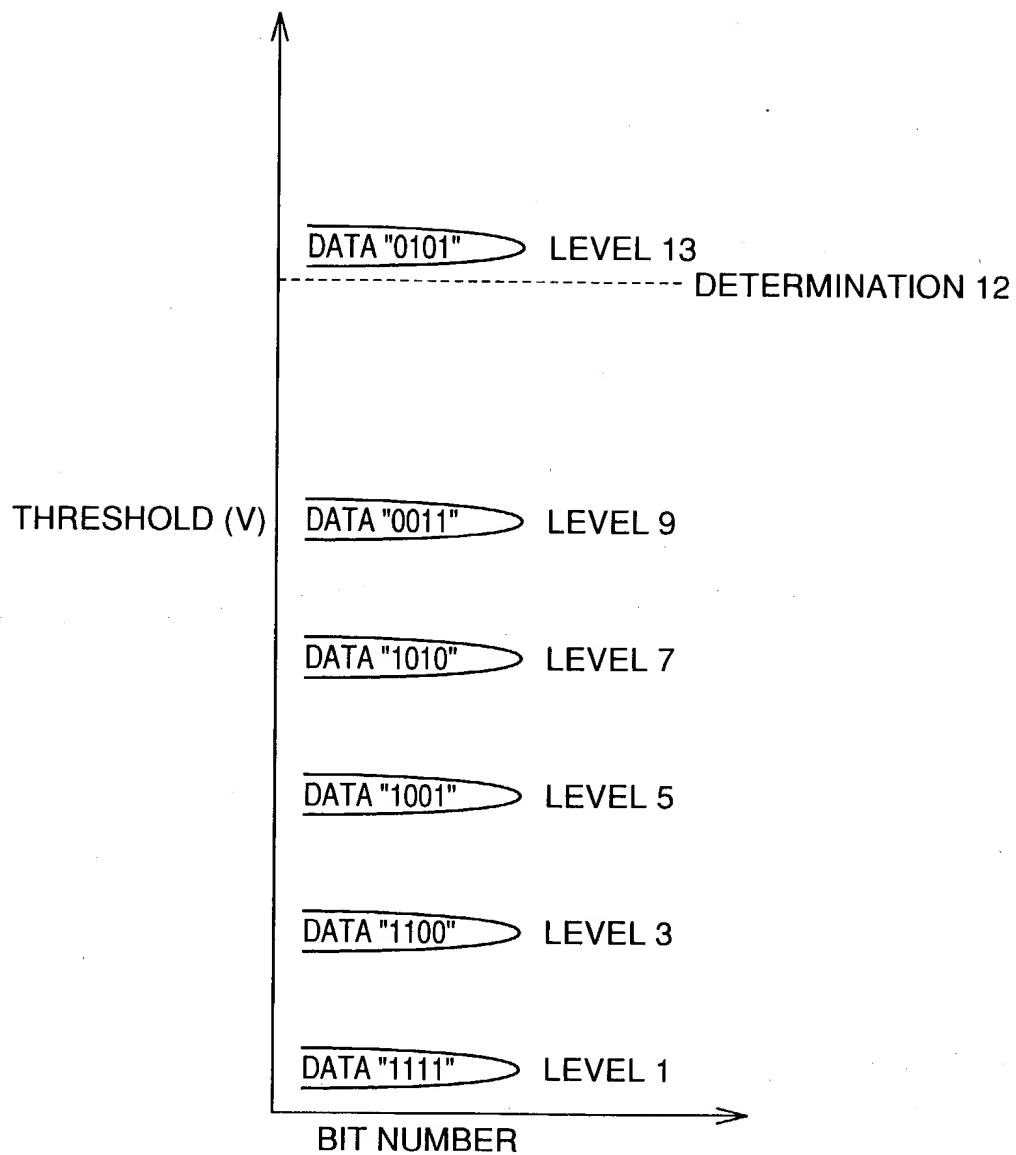 DATA "0101" LEVEL 13
DETERMINATION 12
THRESHOLD (V) DATA "0011" LEVEL 9
DATA "1010" LEVEL 7
DATA "1001" LEVEL 5
DATA "1100" LEVEL 3
DATA "1111" LEVEL 1
BIT NUMBER